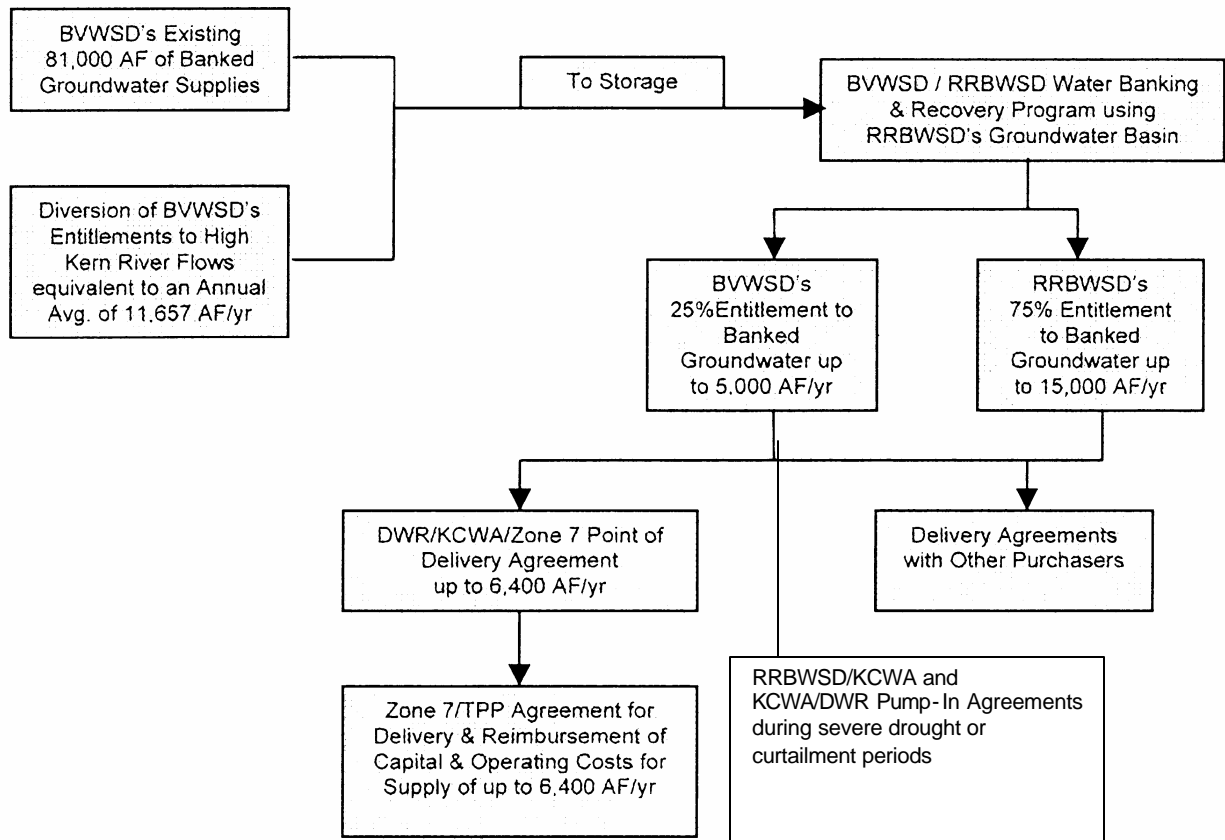 BVWSD's Existing
81,000 AF of Banked
Groundwater Supplies
To Storage
BVWSD / RRBWSD Water Banking
& Recovery Program using
RRBWSD's Groundwater Basin
Diversion of BVWSD's
Entitlements to High
Kern River Flows
equivalent to an Annual
Avg. of 11,657 AF/yr
BVWSD's
25%Entitlement to
Banked
Groundwater up
to 5,000 AF/yr
RRBWSD's
75% Entitlement
to Banked
Groundwater up
to 15,000 AF/yr
DWR/KCWA/Zone 7 Point of
Delivery Agreement
up to 6,400 AF/yr
Delivery Agreements
with Other Purchasers
Zone 7/TPP Agreement for
Delivery & Reimbursement of
Capital & Operating Costs for
Supply of up to 6,400 AF/yr
RRBWSD/KCWA and
KCWA/DWR Pump-In Agreements
during severe drought or
curtailment periods